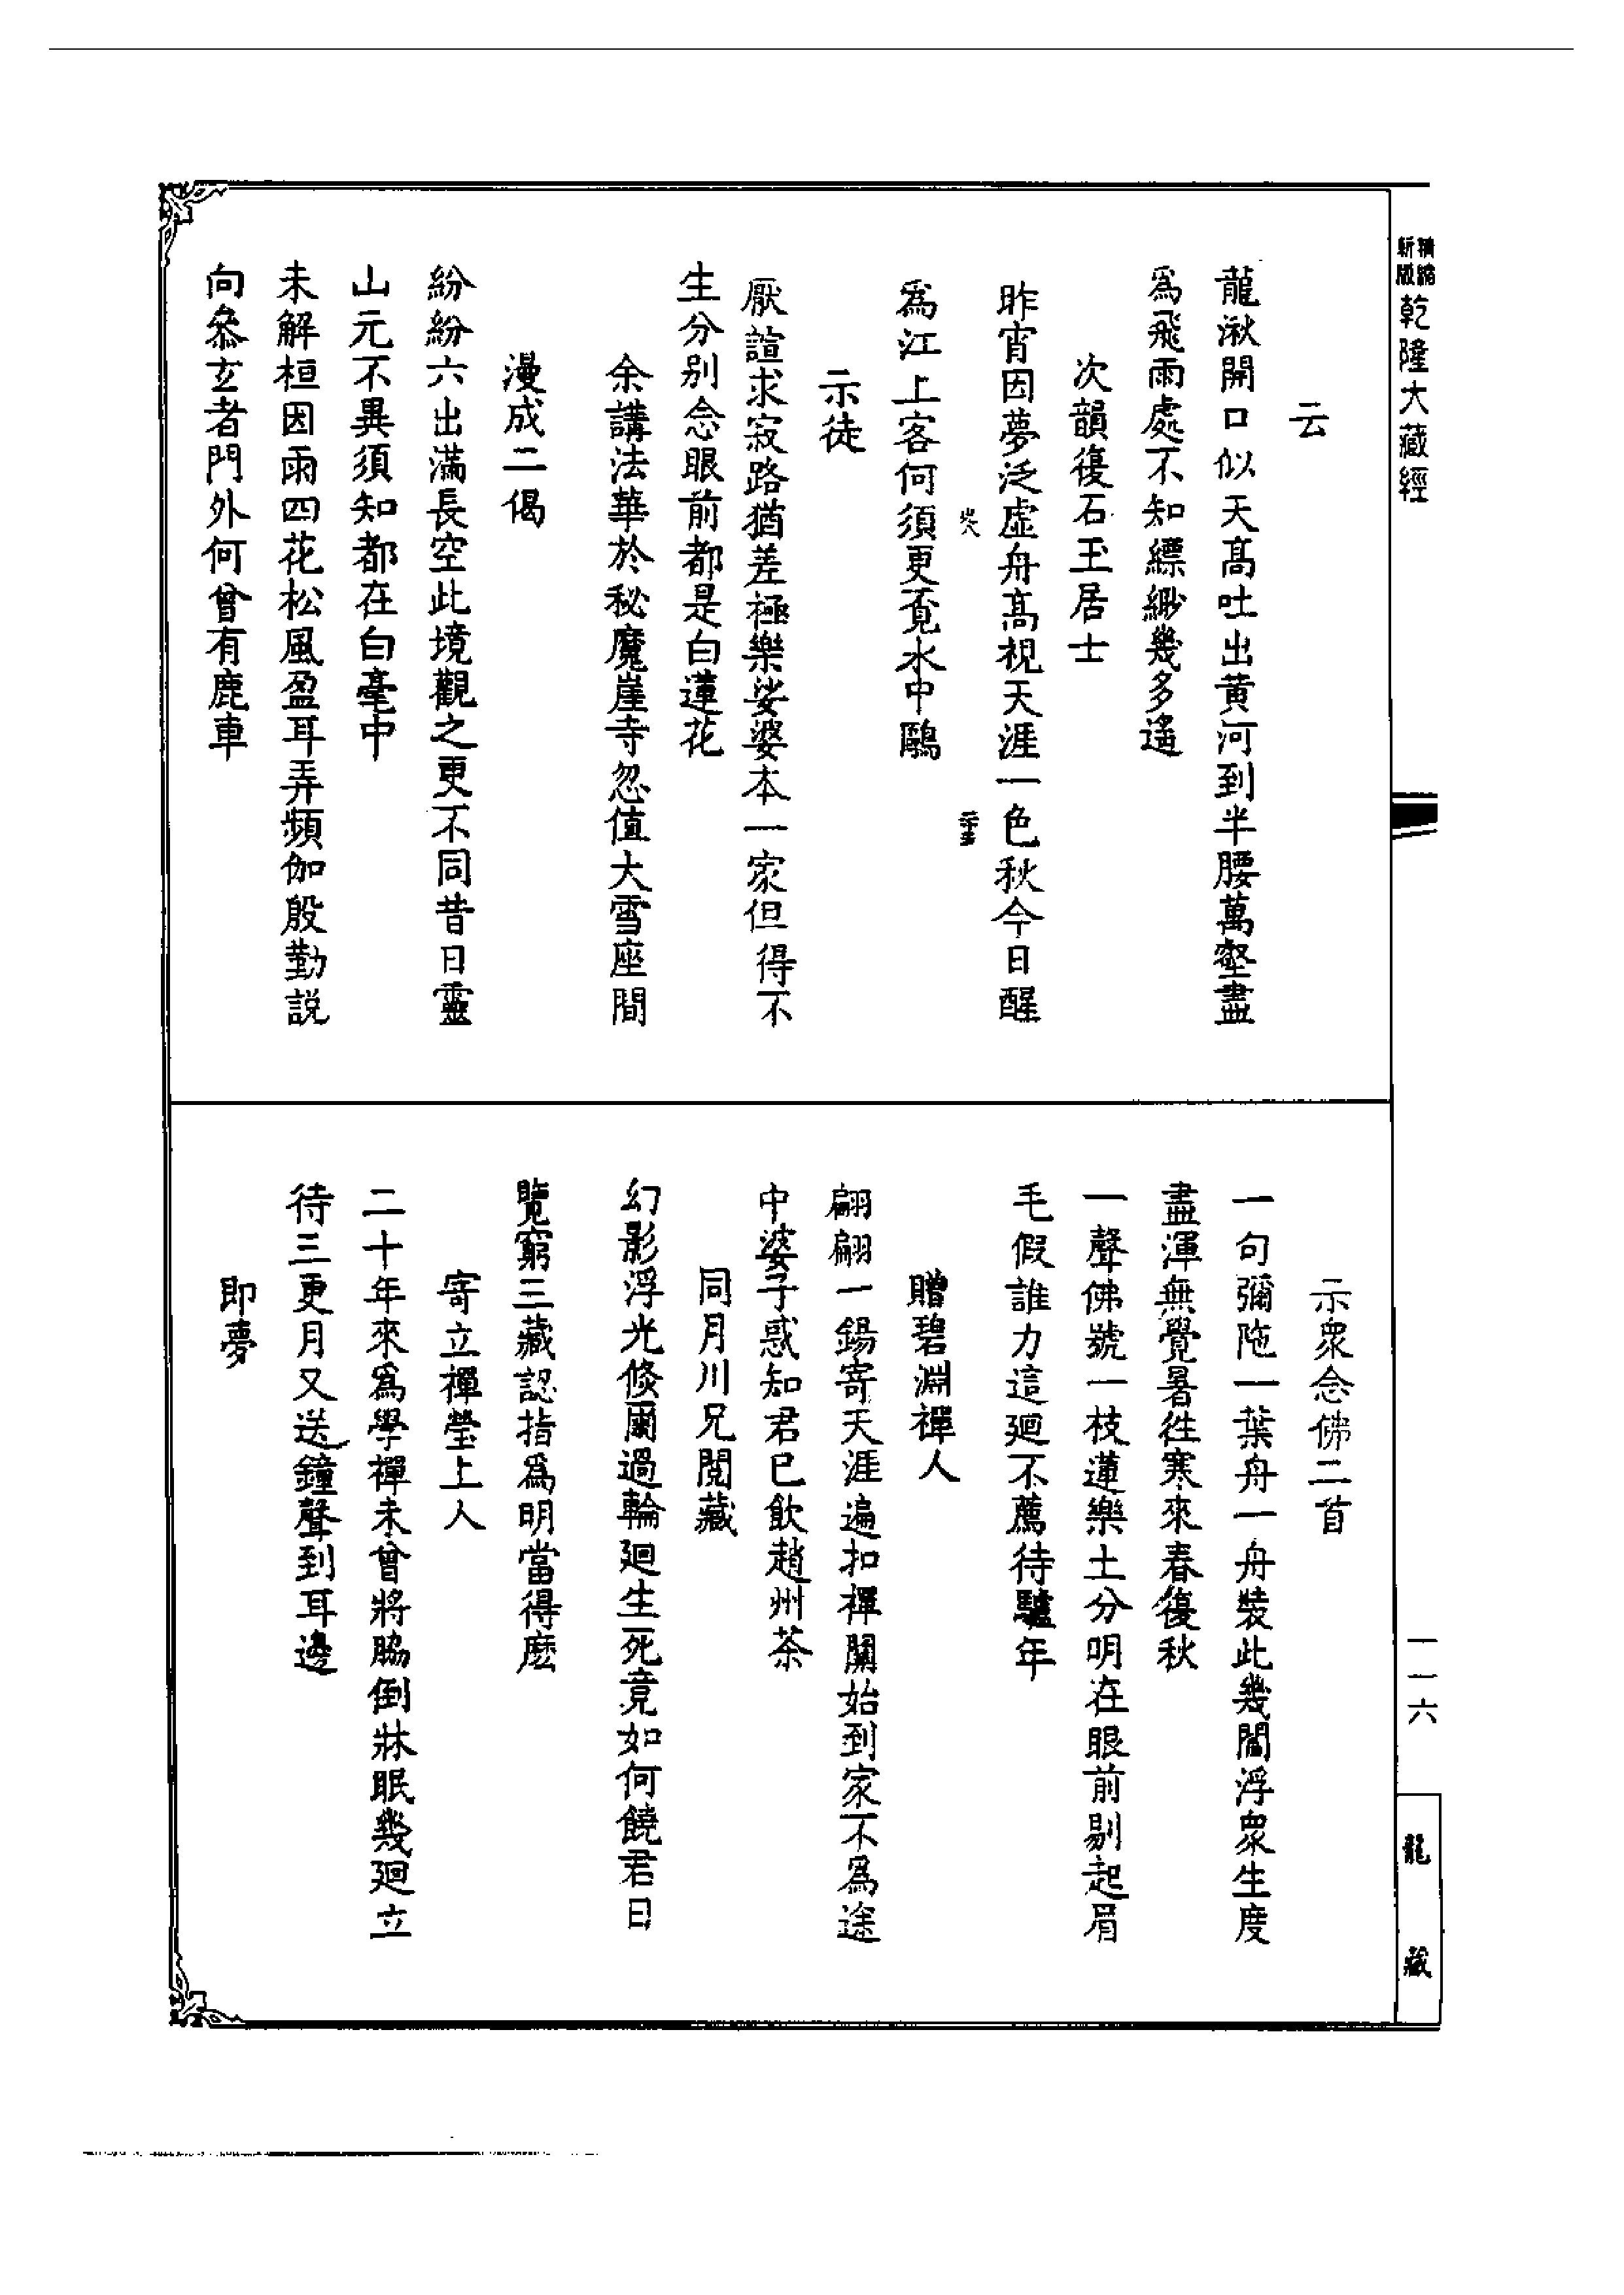 精縮
新版
乾隆大藏經
云
龍湫開口似天高吐出黃河到半腰萬壑盡
爲飛雨處不知縹緲幾多遙
次韻復石玉居士
昨宵因夢泛虛舟高視天涯一色秋今日醒
爲江上客何須更覓水中鷗
示徒
厭諠求寂路猶差極樂娑婆本一家但得不
生分別念眼前都是白蓮花
余講法華於秘魔崖寺忽值大雪座間
漫成二偈
紛紛六出滿長空此境觀之更不同昔日靈
山元不異須知都在白毫中
未解桓因雨四花松風盈耳弄頻伽殷勤説
向叅玄者門外何曾有鹿車
一一六
龍藏
示眾念佛二首
一句彌陁一葉舟一舟裝此幾閻浮眾生度
盡渾無覺暑徃寒來春復秋
一聲佛號一枝蓮樂土分明在眼前剔起眉
毛假誰力這廻不薦待驢年
贈碧淵禪人
翩翩一錫寄天涯遍扣禪關始到家不爲途
中婆子惑知君已飲趙州茶
同月川兄閱藏
幻影浮光倐爾過輪廻生死竟如何饒君日
覽窮三藏認指爲明當得麽
寄立禪瑩上人
二十年來爲學禪未曾將脇倒牀眠幾廻立
待三更月又送鐘聲到耳邊
即夢